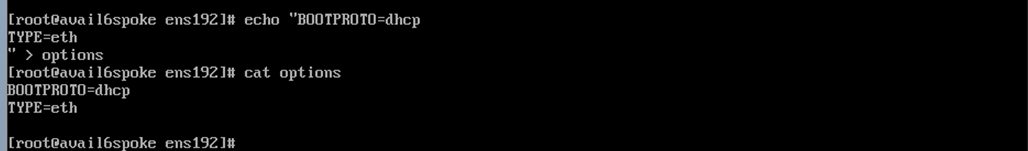 [root@avail6spoke ens192]# echo "BOOTPROTO=dhcp
TYPE=eth
" > options
[root@avail6spoke ens192]# cat options
BOOTPROTO=dhcp
TYPE=eth
[root@avail6spoke ens192]#